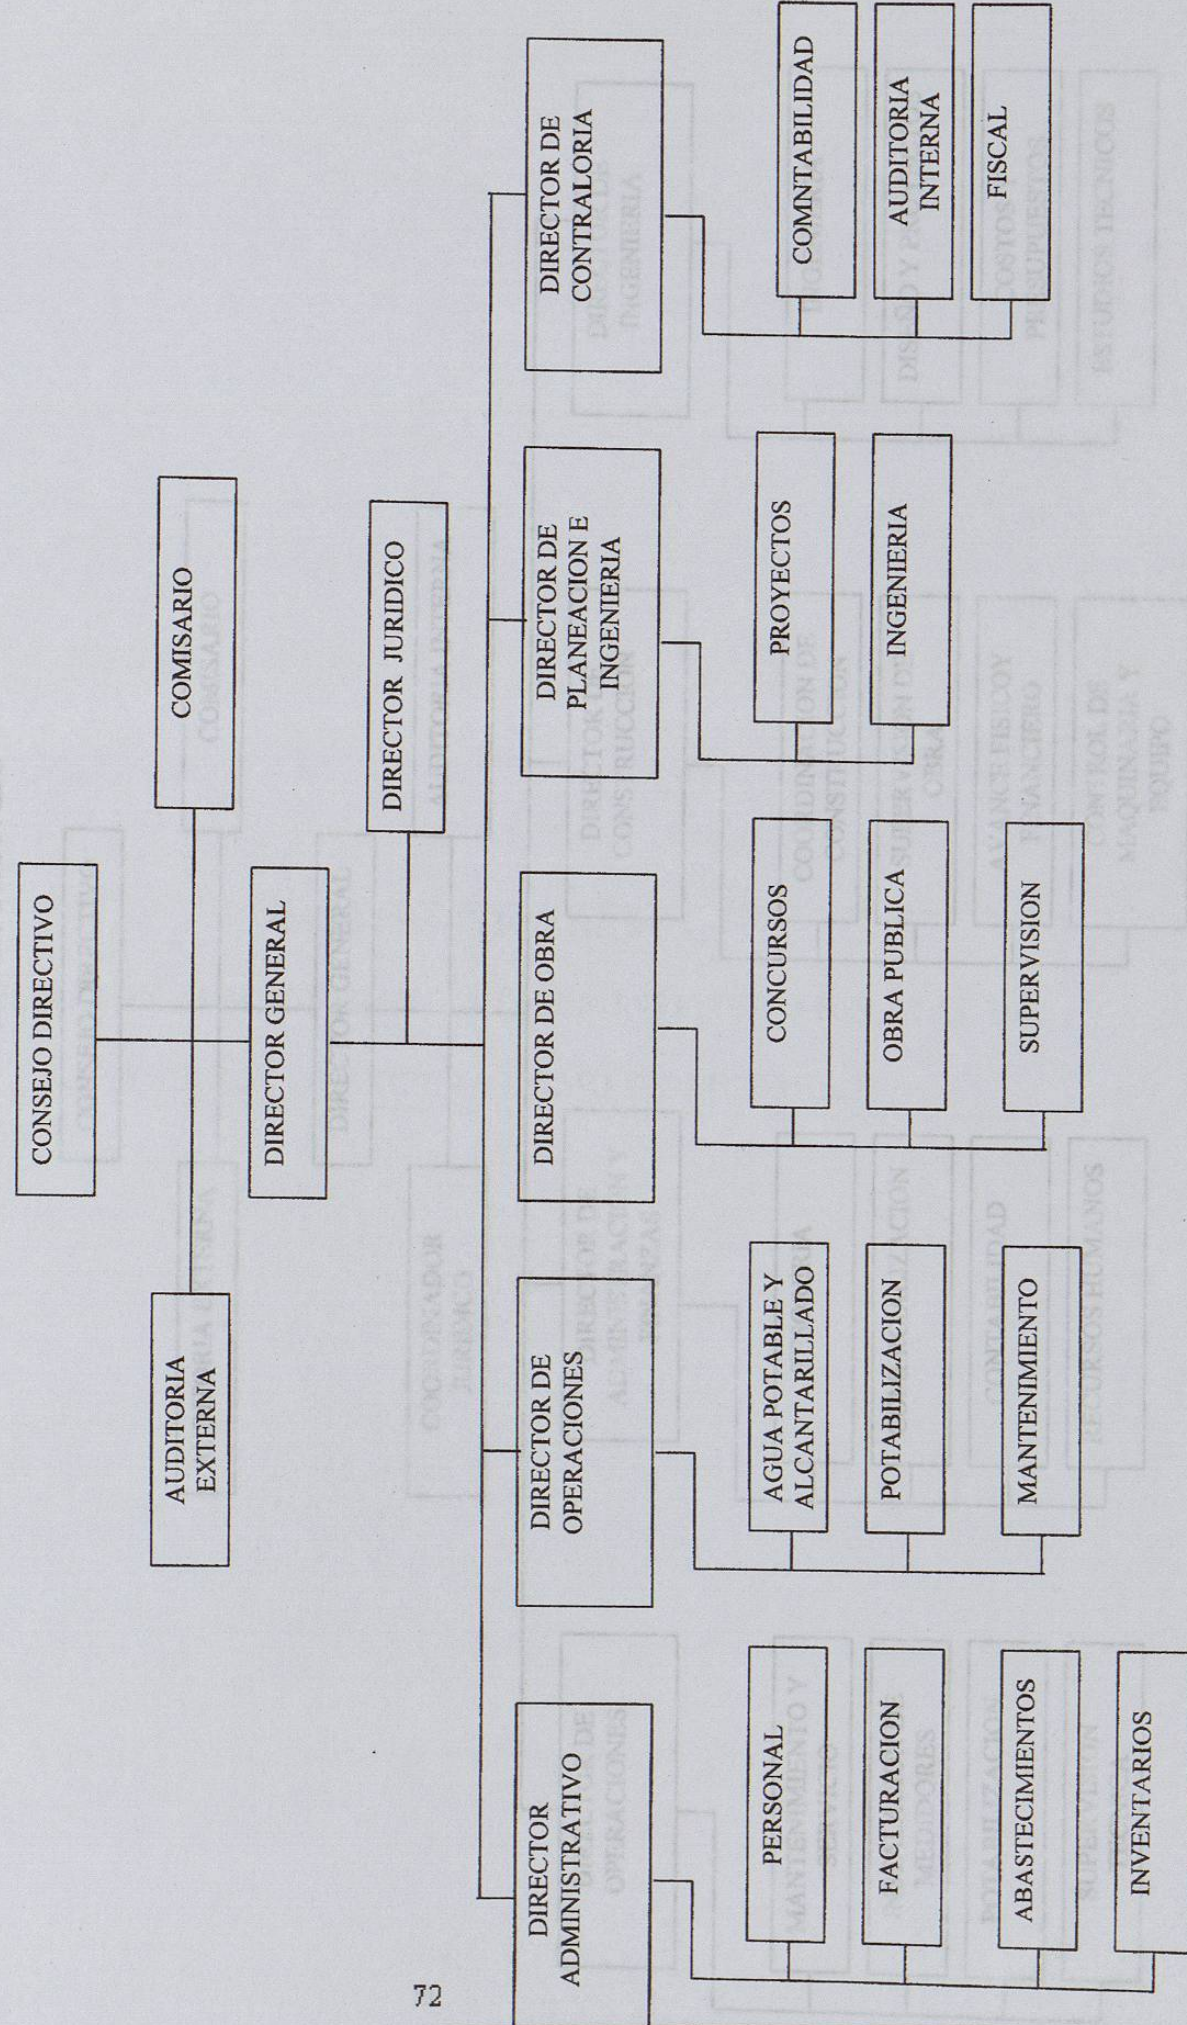 CONSEJO DIRECTIVO
AUDITORIA
EXTERNA
COMISARIO
DIRECTOR GENERAL
DIRECTOR JURIDICO
DIRECTOR
ADMINISTRATIVO
DIRECTOR DE
OPERACIONES
DIRECTOR DE OBRA
DIRECTOR DE
PLANEACION E
INGENIERIA
DIRECTOR DE
CONTRALORIA
PERSONAL
FACTURACION
ABASTECIMIENTOS
INVENTARIOS
AGUA POTABLE Y
ALCANTARILLADO
POTABILIZACION
MANTENIMIENTO
CONCURSOS
OBRA PUBLICA
SUPERVISION
PROYECTOS
INGENIERIA
COMNTABILIDAD
AUDITORIA
INTERNA
FISCAL
72